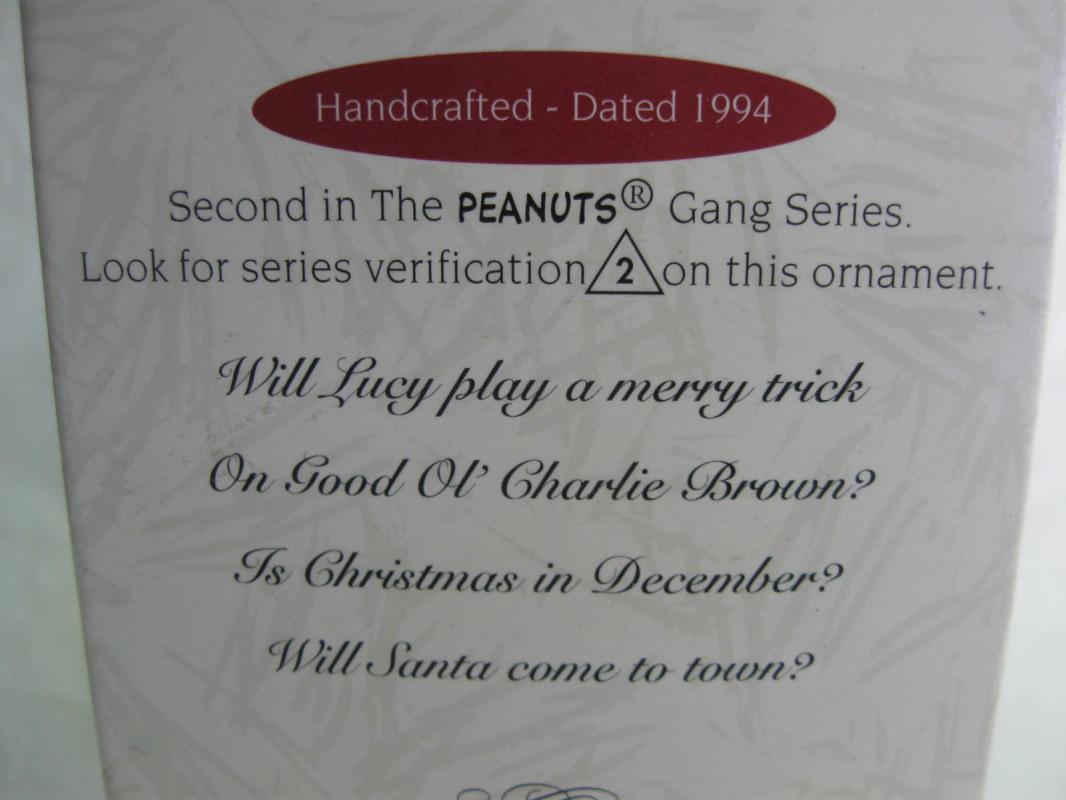 Handcrafted - Dated 1994
Second in The PEANUTS® Gang Series.
Look for series verification 2 on this ornament.
Will Lucy play a merry trick
On Good Ol' Charlie Brown?
Is Christmas in December?
Will Santa come to town?